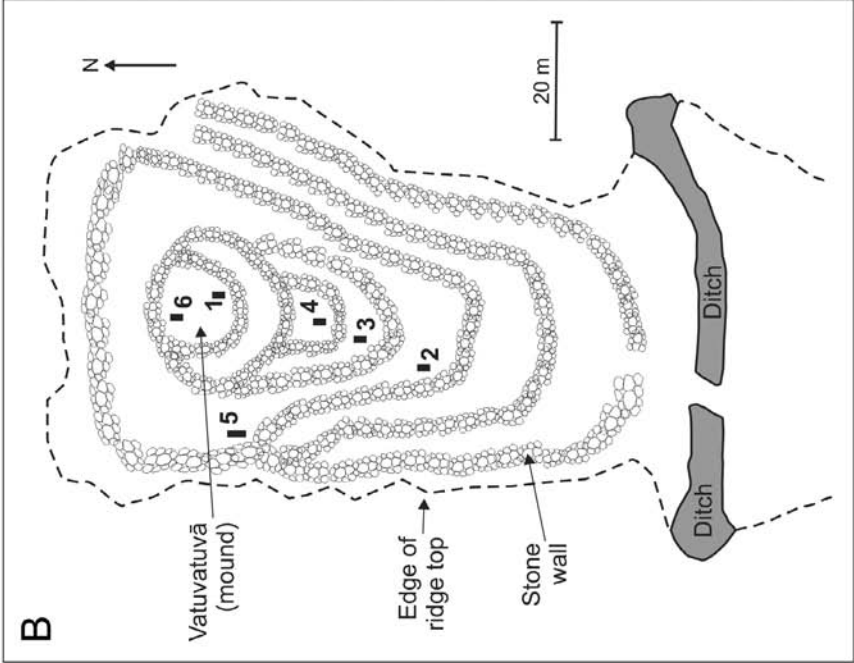 B
N
20 m
6
1
4
3
2
5
Vatuvatuvā
(mound)
Edge of
ridge top
Stone
wall
Ditch
Ditch